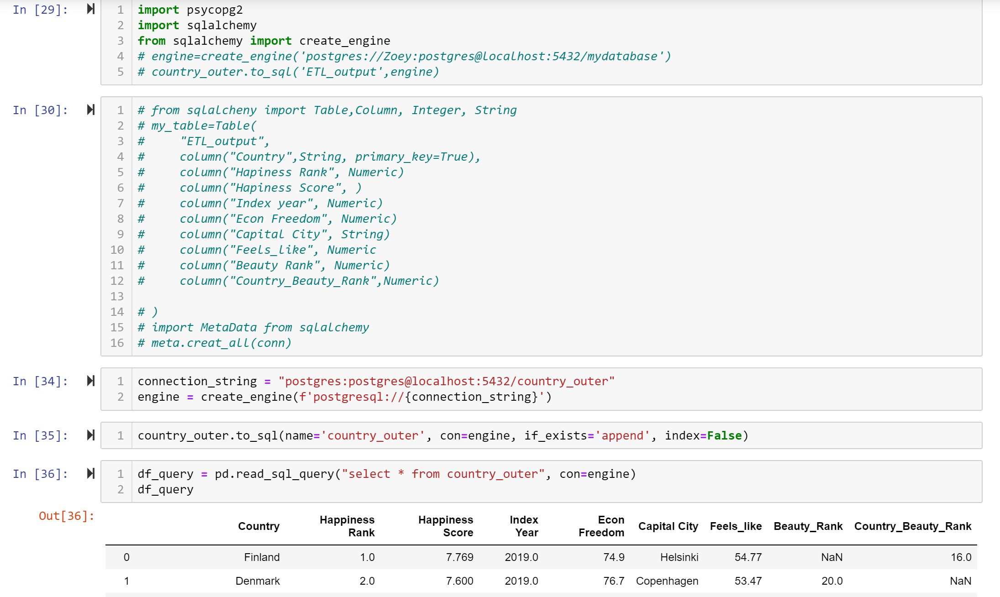 In [29]:
1 import psycopg2
2 import sqlalchemy
3 from sqlalchemy import create_engine
4 # engine=create_engine('postgres://Zoey:postgres@localhost:5432/mydatabase')
5 # country_outer.to_sql('ETL_output',engine)
In [30]:
1 # from sqlalcheny import Table,Column, Integer, String
2 # my_table=Table(
3 #     "ETL_output",
4 #     column("Country",String, primary_key=True),
5 #     column("Hapiness Rank", Numeric)
6 #     column("Hapiness Score", )
7 #     column("Index year", Numeric)
8 #     column("Econ Freedom", Numeric)
9 #     column("Capital City", String)
10 #     column("Feels_like", Numeric
11 #     column("Beauty Rank", Numeric)
12 #     column("Country_Beauty_Rank",Numeric)
13
14 # )
15 # import MetaData from sqlalchemy
16 # meta.creat_all(conn)
In [34]:
1 connection_string = "postgres:postgres@localhost:5432/country_outer"
2 engine = create_engine(f'postgresql://{connection_string}')
In [35]:
1 country_outer.to_sql(name='country_outer', con=engine, if_exists='append', index=False)
In [36]:
1 df_query = pd.read_sql_query("select * from country_outer", con=engine)
2 df_query
Out[36]:
Country Happiness Rank Happiness Score Index Year Econ Freedom Capital City Feels_like Beauty_Rank Country_Beauty_Rank
0 Finland 1.0 7.769 2019.0 74.9 Helsinki 54.77 NaN 16.0
1 Denmark 2.0 7.600 2019.0 76.7 Copenhagen 53.47 20.0 NaN